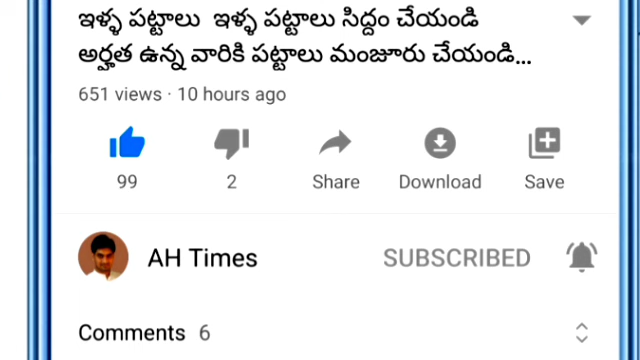 ఇళ్ళ పట్టాలు ఇళ్ళ పట్టాలు సిద్దం చేయండి
అర్హత ఉన్న వారికి పట్టాలు మంజూరు చేయండి...
651 views · 10 hours ago
99 2 Share Download Save
AH Times SUBSCRIBED
Comments 6